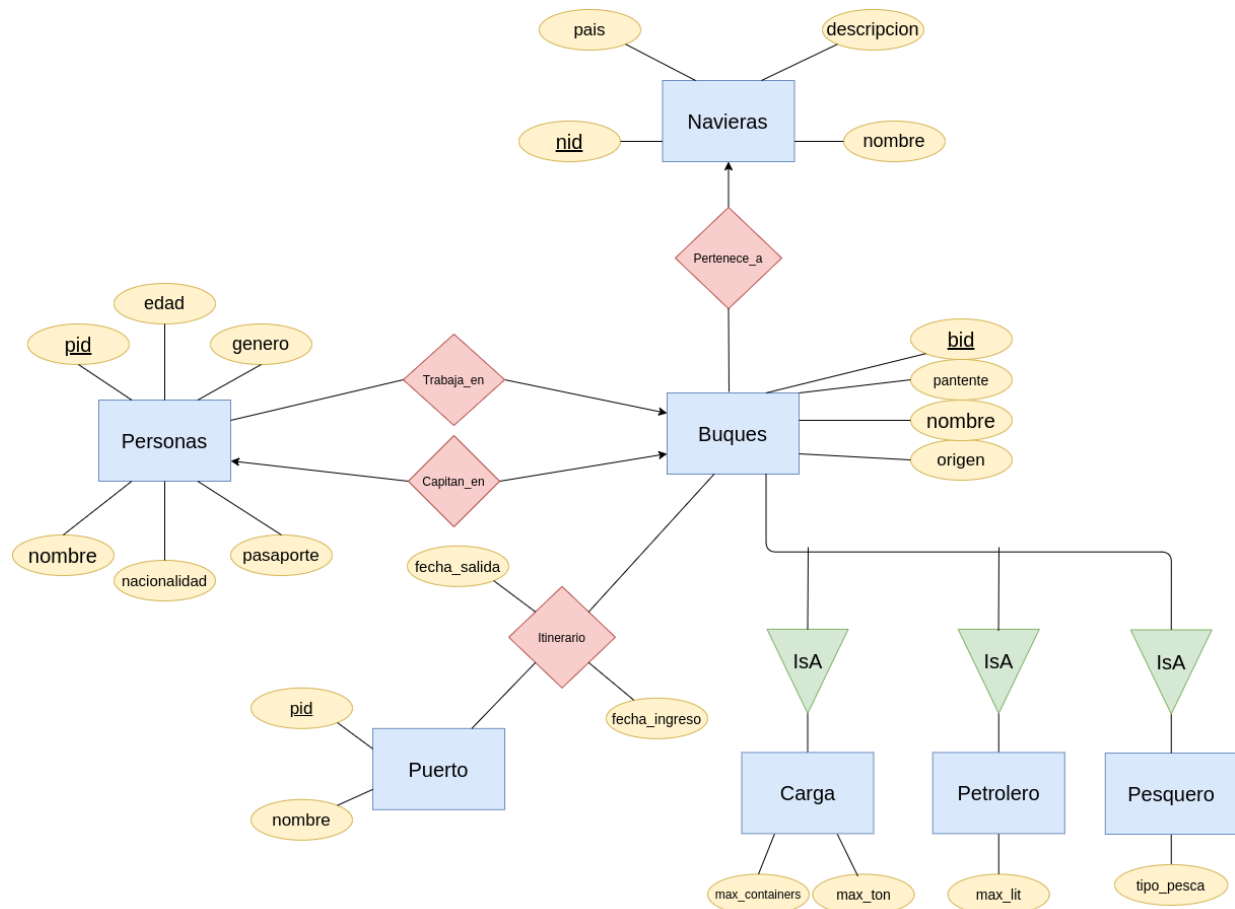 pais
descripcion
Navieras
nid
nombre
Pertenece_a
edad
pid
genero
Personas
nombre
nacionalidad
pasaporte
Trabaja_en
Capitan_en
bid
pantente
nombre
origen
Buques
fecha_salida
Itinerario
fecha_ingreso
pid
Puerto
nombre
IsA
IsA
IsA
Carga
Petrolero
Pesquero
max_containers
max_ton
max_lit
tipo_pesca